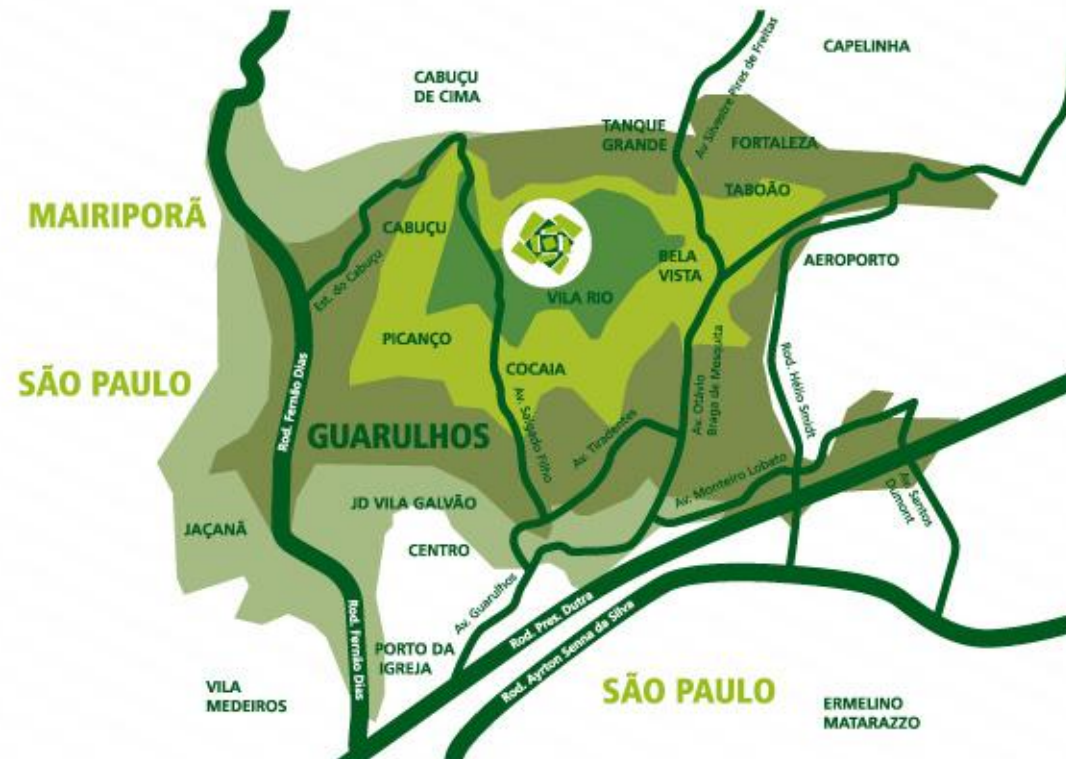 CAPELINHA
CABUÇU
DE CIMA
Av Silvestre Pires de Freitas
TANQUE
GRANDE
FORTALEZA
TABOÃO
MAIRIPORÃ
CABUÇU
Est. do Cabuçu
BELA
VISTA
AEROPORTO
VILA RIO
PICANÇO
COCAIA
SÃO PAULO
Rod. Fernão Dias
Av. Otávio
Braga de Mesquita
Rod. Hélio Smidt
Av. Salgado Filho
GUARULHOS
Av. Tiradentes
Av. Monteiro Lobato
Av. Santos
Dumont
JD VILA GALVÃO
JAÇANÃ
CENTRO
Av. Guarulhos
Rod. Pres. Dutra
Rod. Fernão Dias
Rod. Ayrton Senna da Silva
PORTO DA
IGREJA
VILA
MEDEIROS
SÃO PAULO
ERMELINO
MATARAZZO